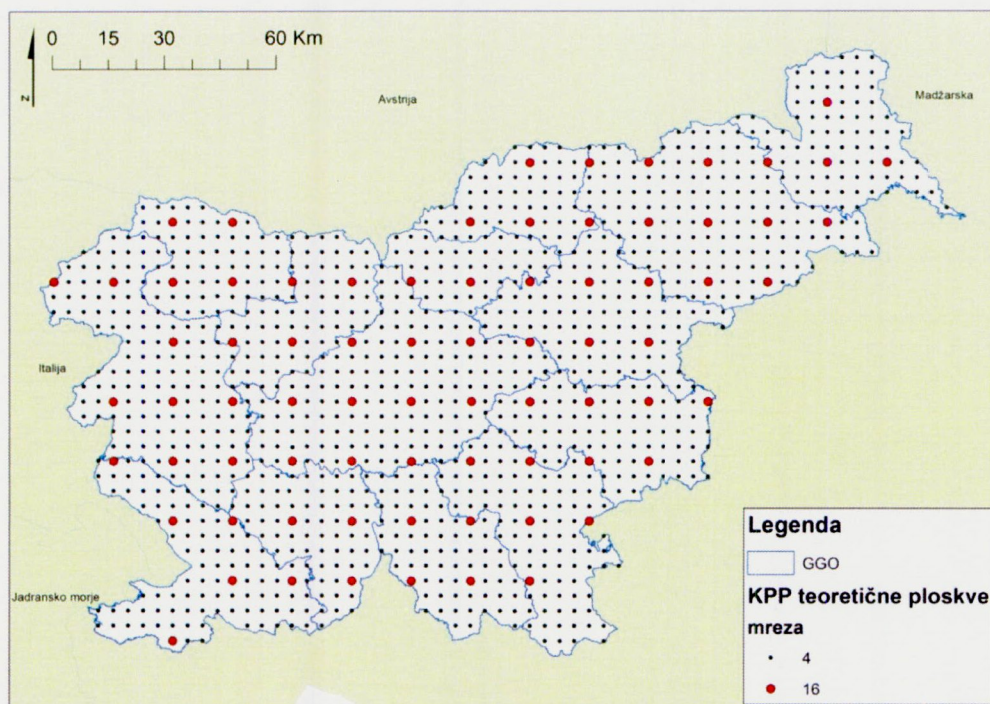 0 15 30 60 Km
z
Avstrija
Madžarska
Italija
Jadransko morje
Legenda
GGO
KPP teoretične ploskve
mreza
4
16